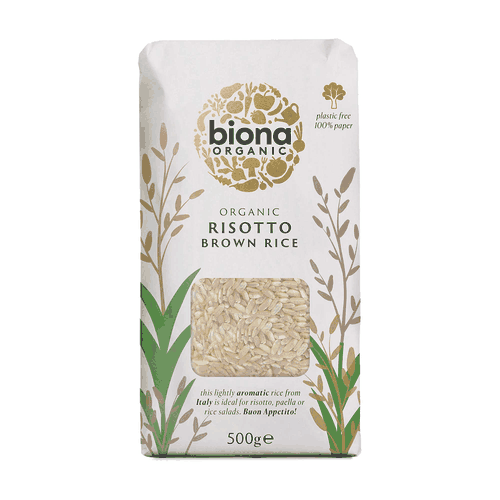 biona
ORGANIC
plastic free
100% paper
ORGANIC
RISOTTO
BROWN RICE
this lightly aromatic rice from
Italy is ideal for risotto, paella or
rice salads. Buon Appetito!
500g℮